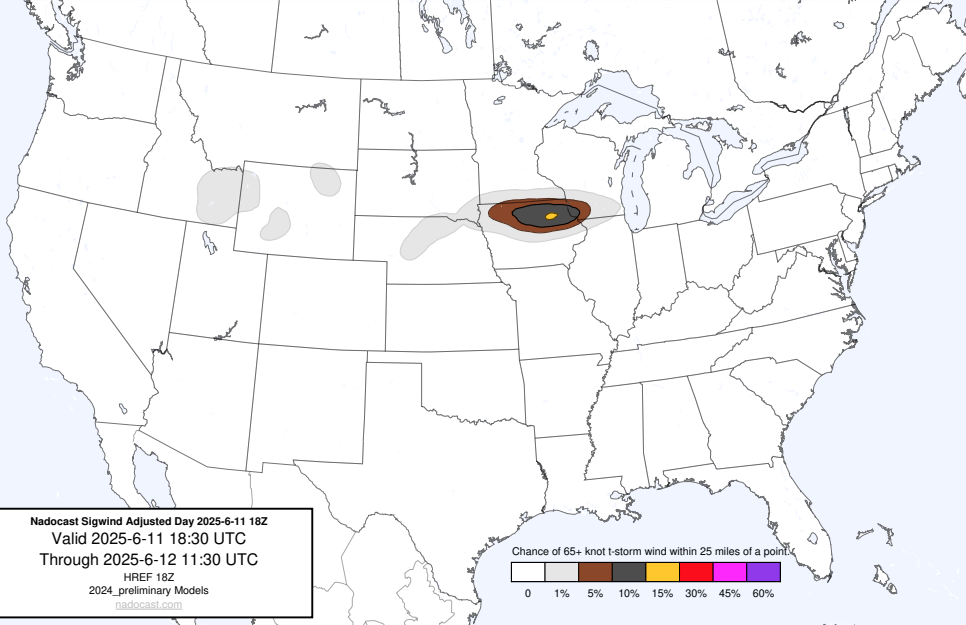 Nadocast Sigwind Adjusted Day 2025-6-11 18Z
Valid 2025-6-11 18:30 UTC
Through 2025-6-12 11:30 UTC
HREF 18Z
2024_preliminary Models
nadocast.com
Chance of 65+ knot t-storm wind within 25 miles of a point.
0 1% 5% 10% 15% 30% 45% 60%